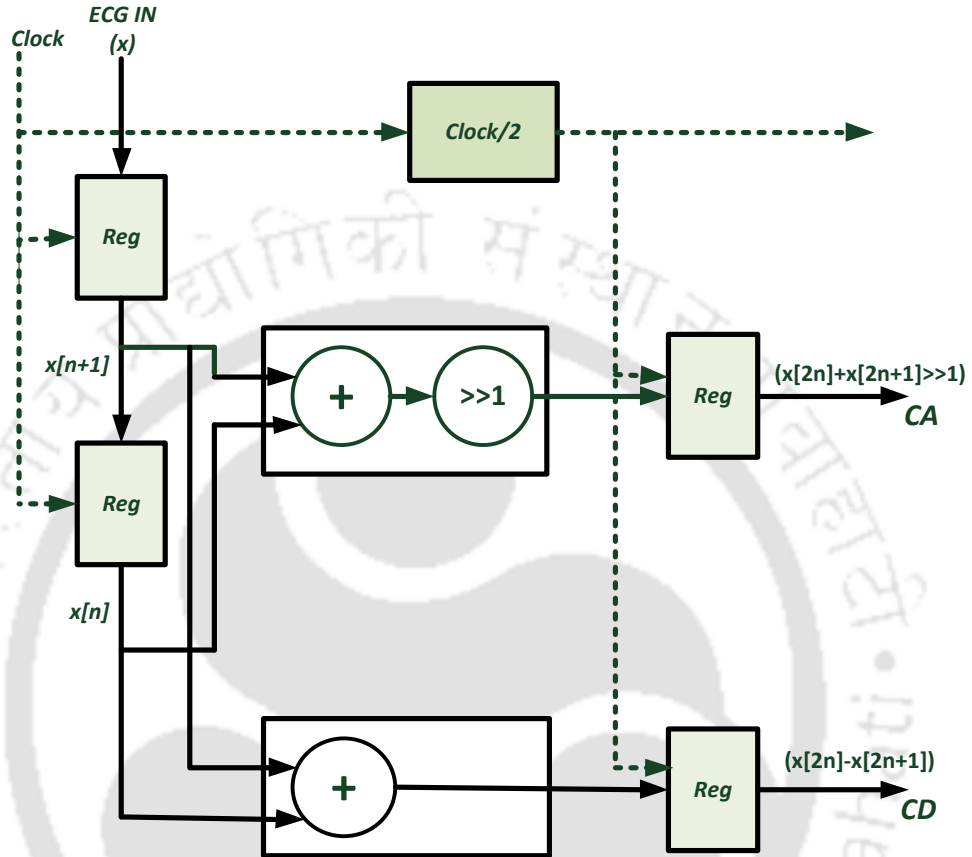 ECG IN
(x)
Clock
Clock/2
Reg
x[n+1]
+
>>1
Reg
(x[2n]+x[2n+1]>>1)
CA
Reg
x[n]
+
Reg
(x[2n]-x[2n+1])
CD